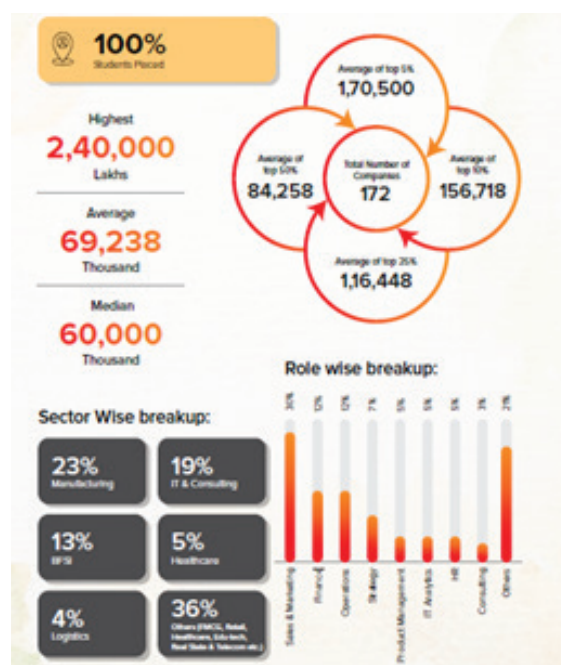 100%
Students Placed
Highest
2,40,000
Lakhs
Average
69,238
Thousand
Median
60,000
Thousand
Average of top 5%
1,70,500
Average of
top 50%
84,258
Total Number of
Companies
172
Average of
top 10%
156,718
Average of top 25%
1,16,448
Sector Wise breakup:
23%
Manufacturing
19%
IT & Consulting
13%
BFSI
5%
Healthcare
4%
Logistics
36%
Others (FMCG, Retail,
Healthcare, Edu-tech,
Real State & Telecom etc.)
Role wise breakup:
30%
12%
12%
7%
5%
5%
5%
3%
21%
Sales & Marketing
Finance
Operations
Strategy
Product Management
IT Analytics
HR
Consulting
Others